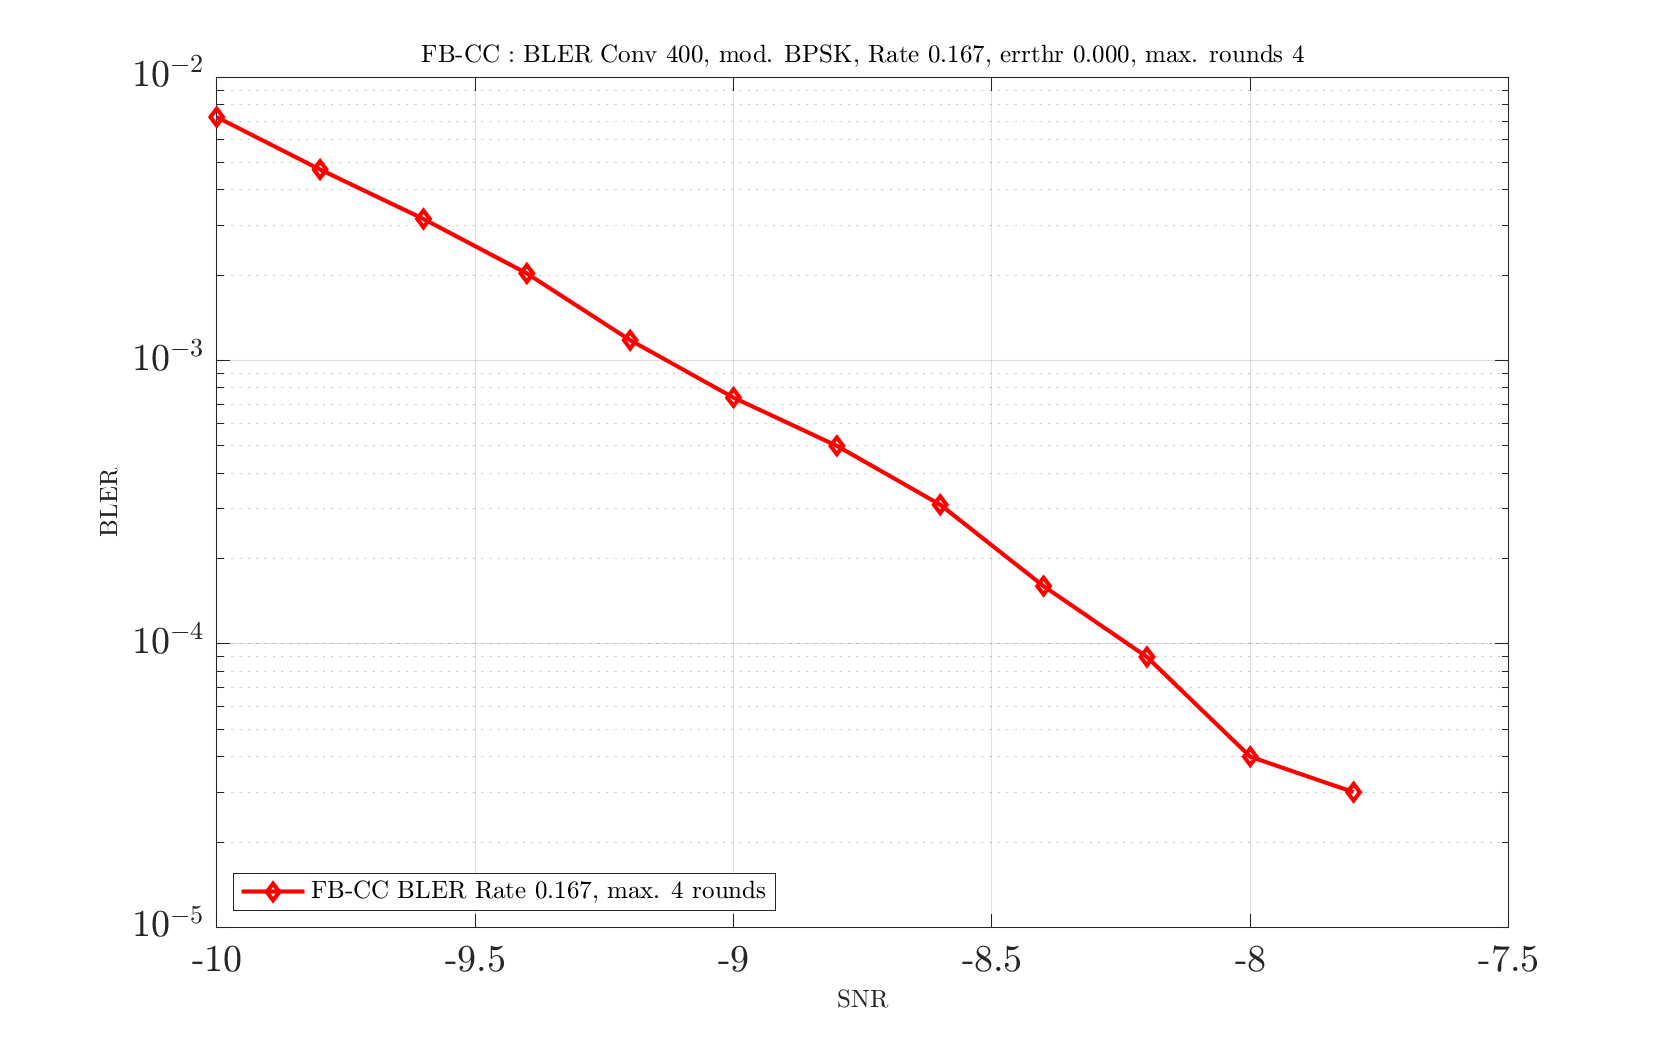 FB-CC : BLER Conv 400, mod. BPSK, Rate 0.167, errthr 0.000, max. rounds 4
10^{-2}
10^{-3}
10^{-4}
10^{-5}
BLER
FB-CC BLER Rate 0.167, max. 4 rounds
-10 -9.5 -9 -8.5 -8 -7.5
SNR